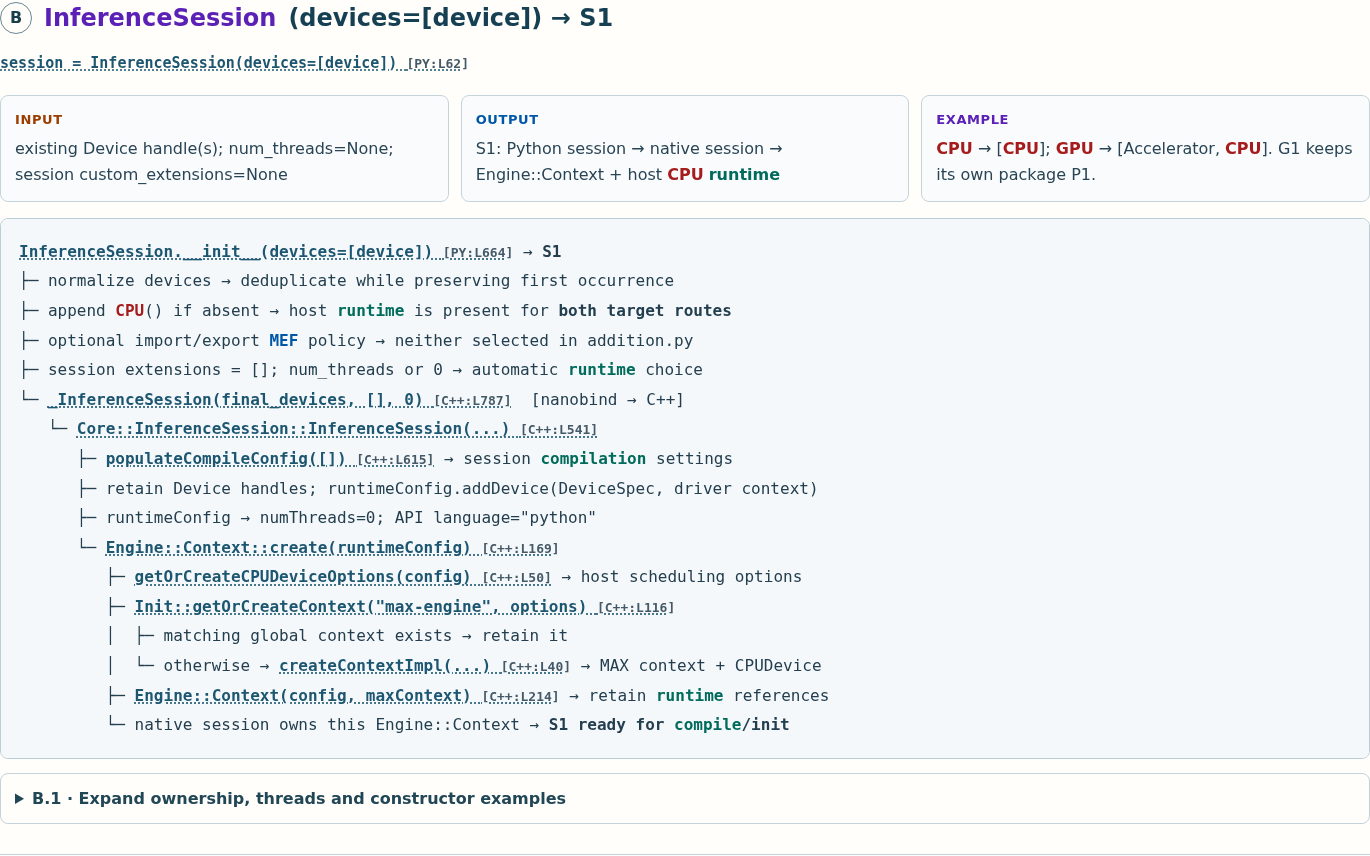 B InferenceSession (devices=[device]) → S1
session = InferenceSession(devices=[device]) [PY:L62]
INPUT
existing Device handle(s); num_threads=None;
session custom_extensions=None
OUTPUT
S1: Python session → native session →
Engine::Context + host CPU runtime
EXAMPLE
CPU → [CPU]; GPU → [Accelerator, CPU]. G1 keeps
its own package P1.
InferenceSession.__init__(devices=[device]) [PY:L664] → S1
├─ normalize devices → deduplicate while preserving first occurrence
├─ append CPU() if absent → host runtime is present for both target routes
├─ optional import/export MEF policy → neither selected in addition.py
├─ session extensions = []; num_threads or 0 → automatic runtime choice
└─ _InferenceSession(final_devices, [], 0) [C++:L787] [nanobind → C++]
└─ Core::InferenceSession::InferenceSession(...) [C++:L541]
├─ populateCompileConfig([]) [C++:L615] → session compilation settings
├─ retain Device handles; runtimeConfig.addDevice(DeviceSpec, driver context)
├─ runtimeConfig → numThreads=0; API language="python"
└─ Engine::Context::create(runtimeConfig) [C++:L169]
├─ getOrCreateCPUDeviceOptions(config) [C++:L50] → host scheduling options
├─ Init::getOrCreateContext("max-engine", options) [C++:L116]
│ ├─ matching global context exists → retain it
│ └─ otherwise → createContextImpl(...) [C++:L40] → MAX context + CPUDevice
├─ Engine::Context(config, maxContext) [C++:L214] → retain runtime references
└─ native session owns this Engine::Context → S1 ready for compile/init
▶ B.1 · Expand ownership, threads and constructor examples